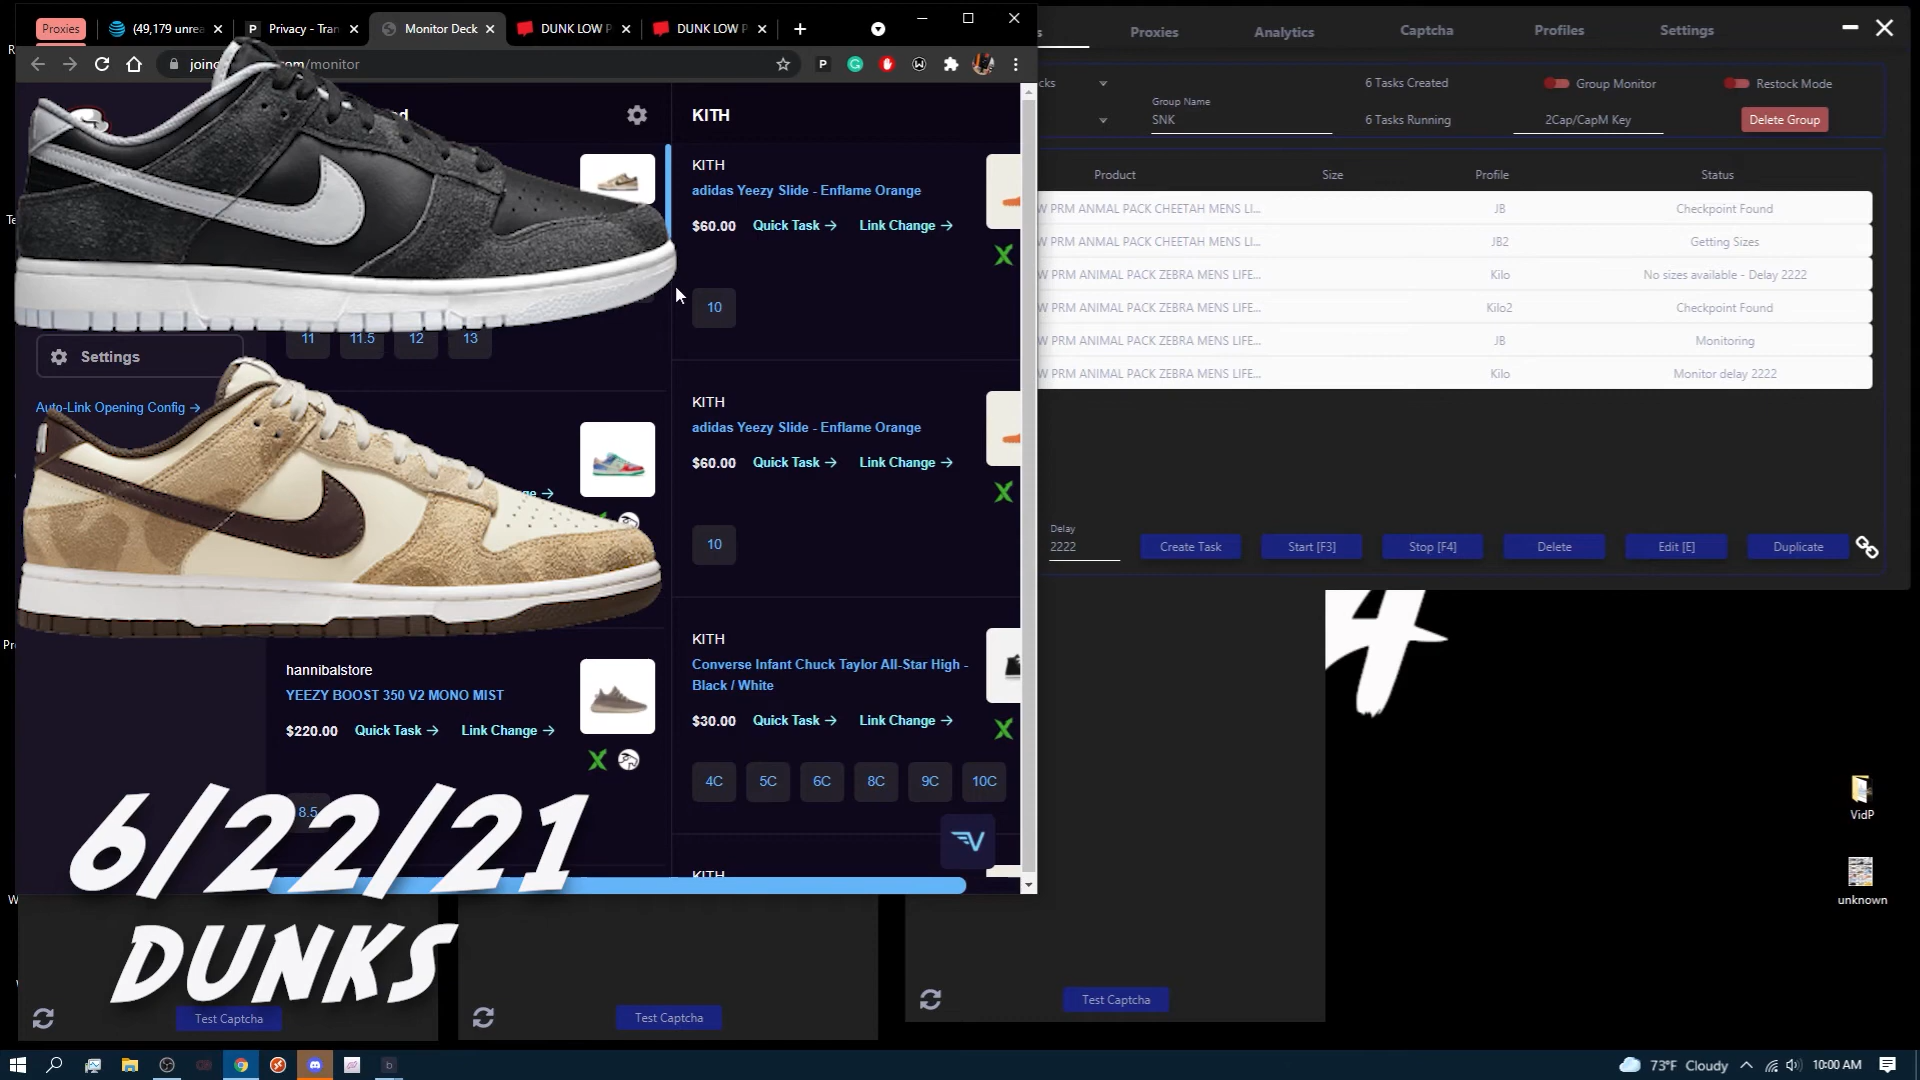 Proxies
(49,179 unrea
Privacy - Tran
Monitor Deck
DUNK LOW P
DUNK LOW P
/monitor
KITH
KITH
adidas Yeezy Slide - Enflame Orange
$60.00 Quick Task → Link Change →
10
11 11.5 12 13
Settings
Auto-Link Opening Config →
KITH
adidas Yeezy Slide - Enflame Orange
$60.00 Quick Task → Link Change →
10
hannibalstore
YEEZY BOOST 350 V2 MONO MIST
$220.00 Quick Task → Link Change →
8.5
KITH
Converse Infant Chuck Taylor All-Star High -
Black / White
$30.00 Quick Task → Link Change →
4C 5C 6C 8C 9C 10C
KITH
6/22/21
DUNKS
Proxies Analytics Captcha Profiles Settings
6 Tasks Created
Group Monitor
Restock Mode
Group Name
SNK
6 Tasks Running
2Cap/CapM Key
Delete Group
Product Size Profile Status
W PRM ANMAL PACK CHEETAH MENS LI... JB Checkpoint Found
W PRM ANMAL PACK CHEETAH MENS LI... JB2 Getting Sizes
W PRM ANIMAL PACK ZEBRA MENS LIFE... Kilo No sizes available - Delay 2222
W PRM ANIMAL PACK ZEBRA MENS LIFE... Kilo2 Checkpoint Found
W PRM ANIMAL PACK ZEBRA MENS LIFE... JB Monitoring
W PRM ANIMAL PACK ZEBRA MENS LIFE... Kilo Monitor delay 2222
Delay
2222
Create Task
Start [F3]
Stop [F4]
Delete
Edit [E]
Duplicate
4
VidP
unknown
Test Captcha
Test Captcha
Test Captcha
73°F Cloudy
10:00 AM